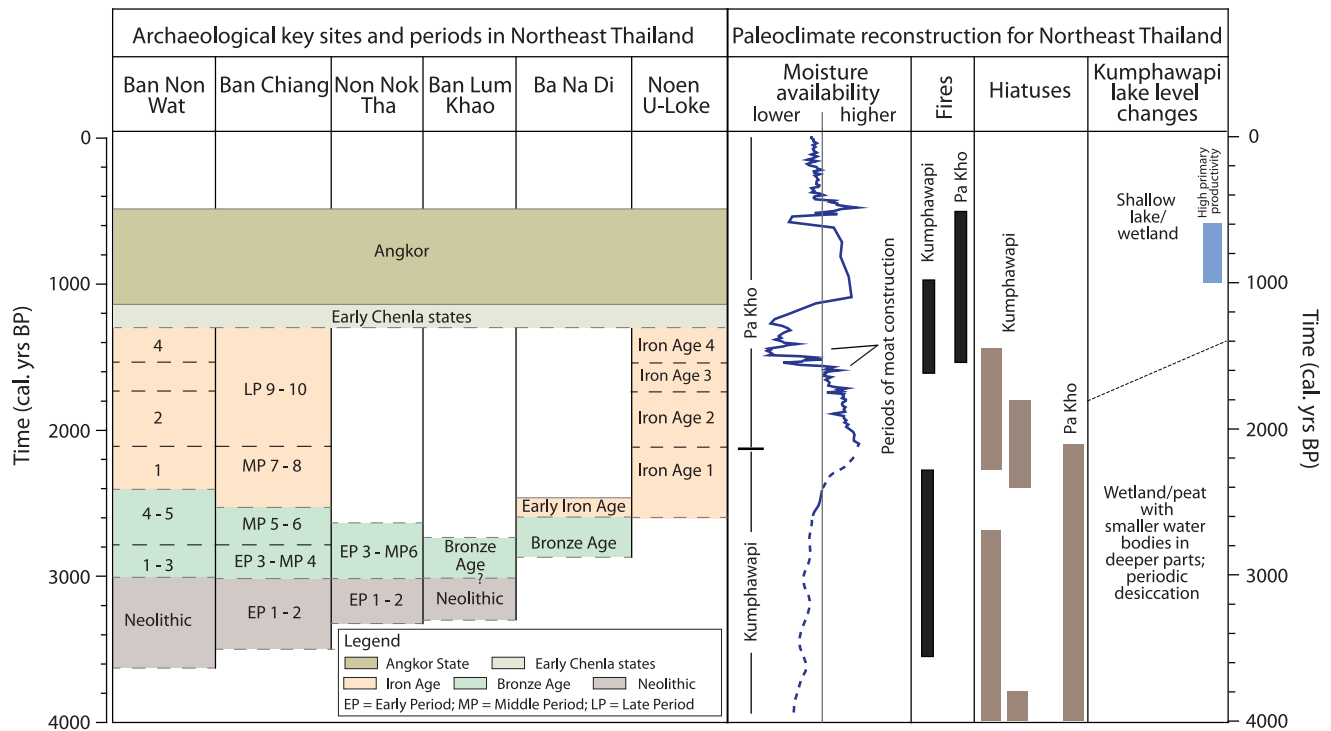 Archaeological key sites and periods in Northeast Thailand
Paleoclimate reconstruction for Northeast Thailand
Ban Non
Wat
Ban Chiang
Non Nok
Tha
Ban Lum
Khao
Ba Na Di
Noen
U-Loke
Moisture
availability
lower
higher
Fires
Hiatuses
Kumphawapi
lake level
changes
Time (cal. yrs BP)
0
1000
2000
3000
4000
Angkor
Early Chenla states
4
2
1
4 - 5
1 - 3
Neolithic
LP 9 - 10
MP 7 - 8
MP 5 - 6
EP 3 - MP 4
EP 1 - 2
EP 3 - MP6
EP 1 - 2
Bronze
Age
?
Neolithic
Early Iron Age
Bronze Age
Iron Age 4
Iron Age 3
Iron Age 2
Iron Age 1
Legend
Angkor State
Early Chenla states
Iron Age
Bronze Age
Neolithic
EP = Early Period; MP = Middle Period; LP = Late Period
Pa Kho
Kumphawapi
Periods of moat construction
Kumphawapi
Pa Kho
Kumphawapi
Pa Kho
Shallow
lake/
wetland
High primary
productivity
Wetland/peat
with
smaller water
bodies in
deeper parts;
periodic
desiccation
0
1000
2000
3000
4000
Time (cal. yrs BP)